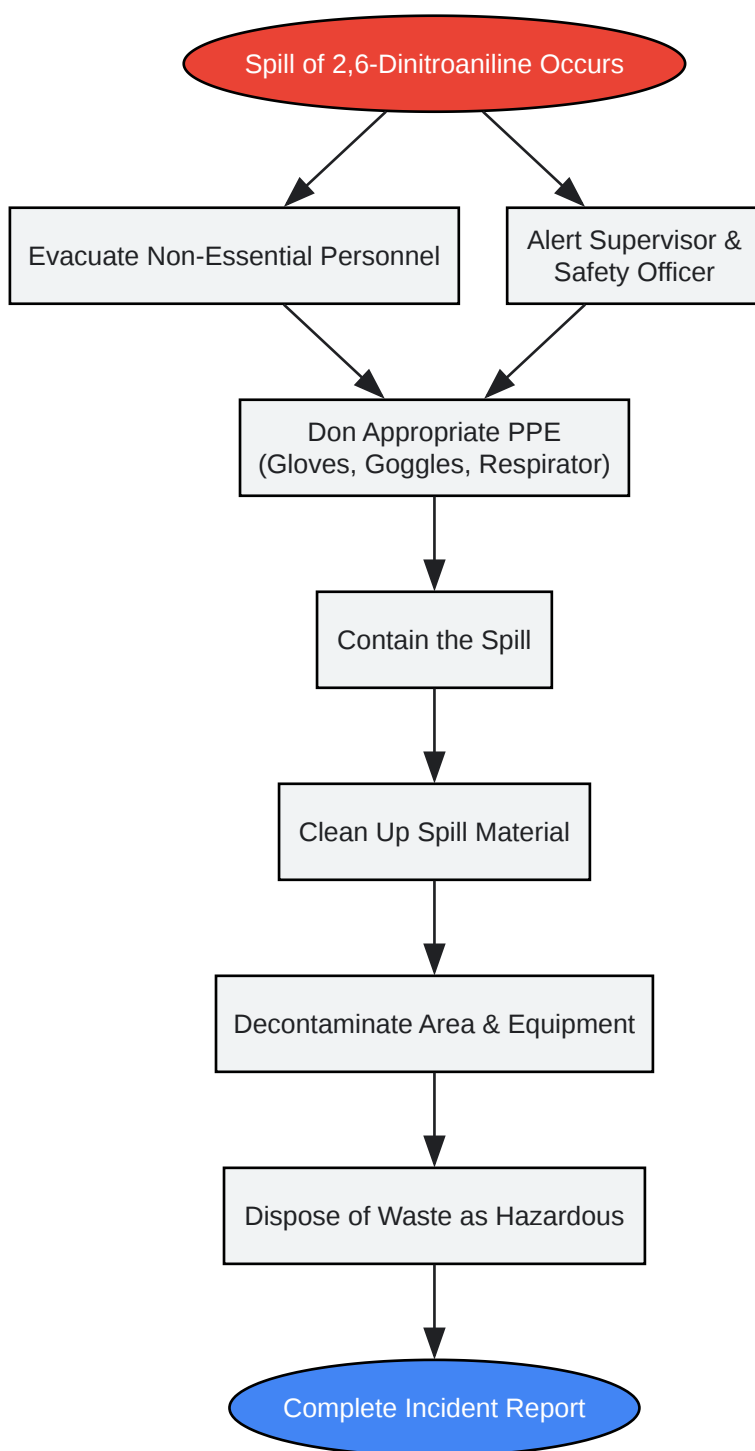 Spill of 2,6-Dinitroaniline Occurs
Evacuate Non-Essential Personnel
Alert Supervisor &
Safety Officer
Don Appropriate PPE
(Gloves, Goggles, Respirator)
Contain the Spill
Clean Up Spill Material
Decontaminate Area & Equipment
Dispose of Waste as Hazardous
Complete Incident Report